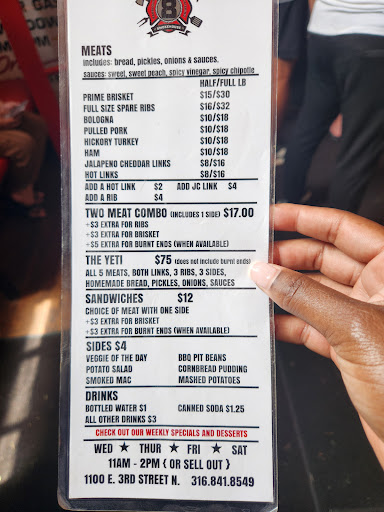 B
MEATS
includes: bread, pickles, onions & sauces.
sauces: sweet, sweet peach, spicy vinegar, spicy chipotle
HALF/FULL LB
PRIME BRISKET $15/$30
FULL SIZE SPARE RIBS $16/$32
BOLOGNA $10/$18
PULLED PORK $10/$18
HICKORY TURKEY $10/$18
HAM $10/$18
JALAPENO CHEDDAR LINKS $8/$16
HOT LINKS $8/$16
ADD A HOT LINK $2 ADD JC LINK $4
ADD A RIB $4
TWO MEAT COMBO (INCLUDES 1 SIDE) $17.00
+$3 EXTRA FOR RIBS
+$3 EXTRA FOR BRISKET
+$5 EXTRA FOR BURNT ENDS (WHEN AVAILABLE)
THE YETI $75 (does not include burnt ends)
ALL 5 MEATS, BOTH LINKS, 3 RIBS, 3 SIDES,
HOMEMADE BREAD, PICKLES, ONIONS, SAUCES
SANDWICHES $12
CHOICE OF MEAT WITH ONE SIDE
+$3 EXTRA FOR BRISKET
+$3 EXTRA FOR BURNT ENDS (WHEN AVAILABLE)
SIDES $4
VEGGIE OF THE DAY BBQ PIT BEANS
POTATO SALAD CORNBREAD PUDDING
SMOKED MAC MASHED POTATOES
DRINKS
BOTTLED WATER $1 CANNED SODA $1.25
ALL OTHER DRINKS $3
CHECK OUT OUR WEEKLY SPECIALS AND DESSERTS
WED ★ THUR ★ FRI ★ SAT
11AM - 2PM ( OR SELL OUT )
1100 E. 3RD STREET N. 316.841.8549